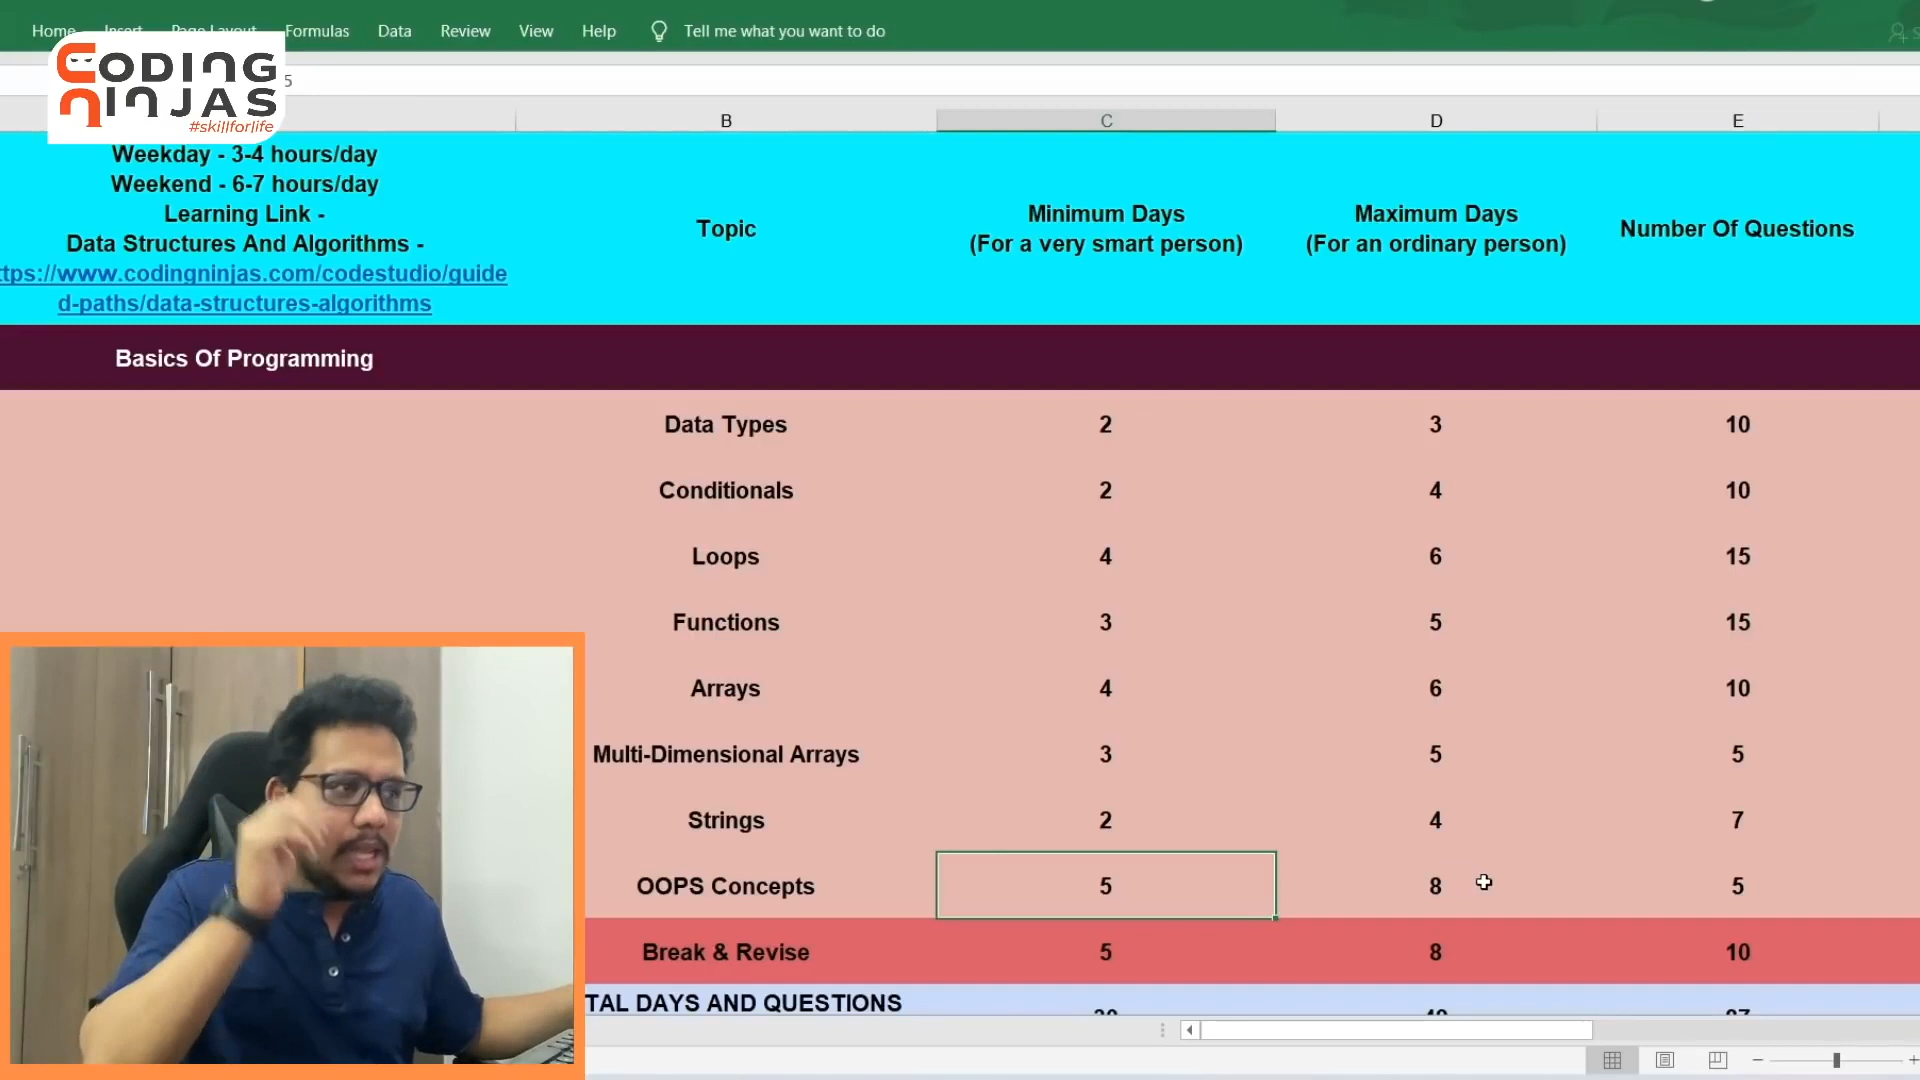 Home Insert Page Layout Formulas Data Review View Help Tell me what you want to do
CODING
NINJAS
#skillforlife
5
B C D E
Weekday - 3-4 hours/day
Weekend - 6-7 hours/day
Learning Link -
Data Structures And Algorithms -
ttps://www.codingninjas.com/codestudio/guide
d-paths/data-structures-algorithms
Topic
Minimum Days
(For a very smart person)
Maximum Days
(For an ordinary person)
Number Of Questions
Basics Of Programming
Data Types 2 3 10
Conditionals 2 4 10
Loops 4 6 15
Functions 3 5 15
Arrays 4 6 10
Multi-Dimensional Arrays 3 5 5
Strings 2 4 7
OOPS Concepts 5 8 5
Break & Revise 5 8 10
TAL DAYS AND QUESTIONS